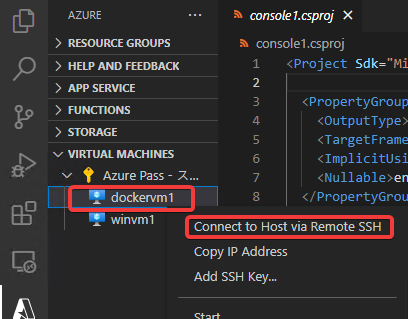 AZURE
RESOURCE GROUPS
HELP AND FEEDBACK
APP SERVICE
FUNCTIONS
STORAGE
VIRTUAL MACHINES
Azure Pass - ス...
dockervm1
winvm1
console1.csproj
console1.csproj
1 <Project Sdk="Mi
2
3 <PropertyGroup
4 <OutputType>
5 <TargetFrame
6 <ImplicitUsi
7 <Nullable>en
8 </PropertyGrou
Connect to Host via Remote SSH
Copy IP Address
Add SSH Key...
Start